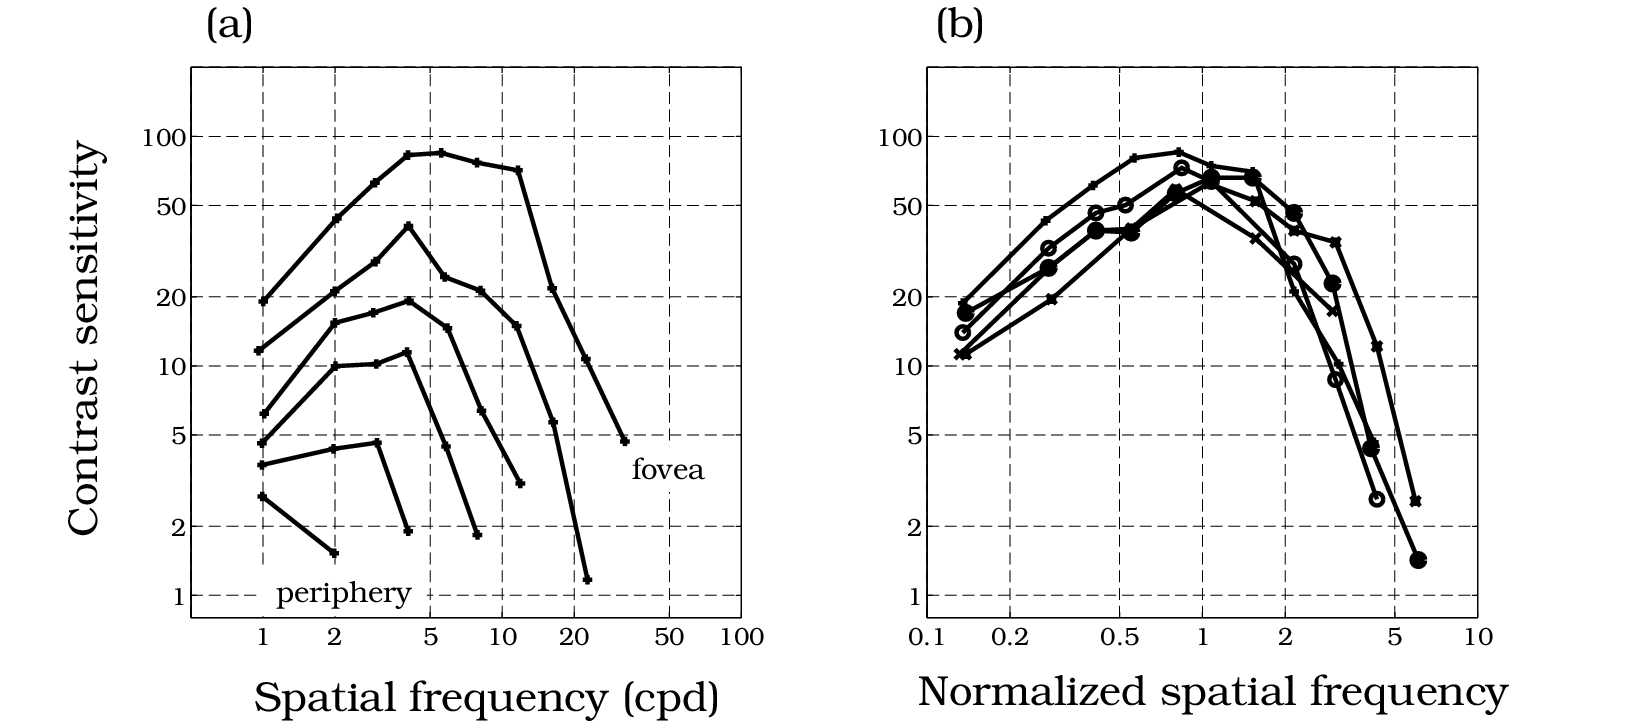 (a)
(b)
Contrast sensitivity
100
50
20
10
5
2
1
fovea
periphery
1 2 5 10 20 50 100
Spatial frequency (cpd)
100
50
20
10
5
2
1
0.1 0.2 0.5 1 2 5 10
Normalized spatial frequency